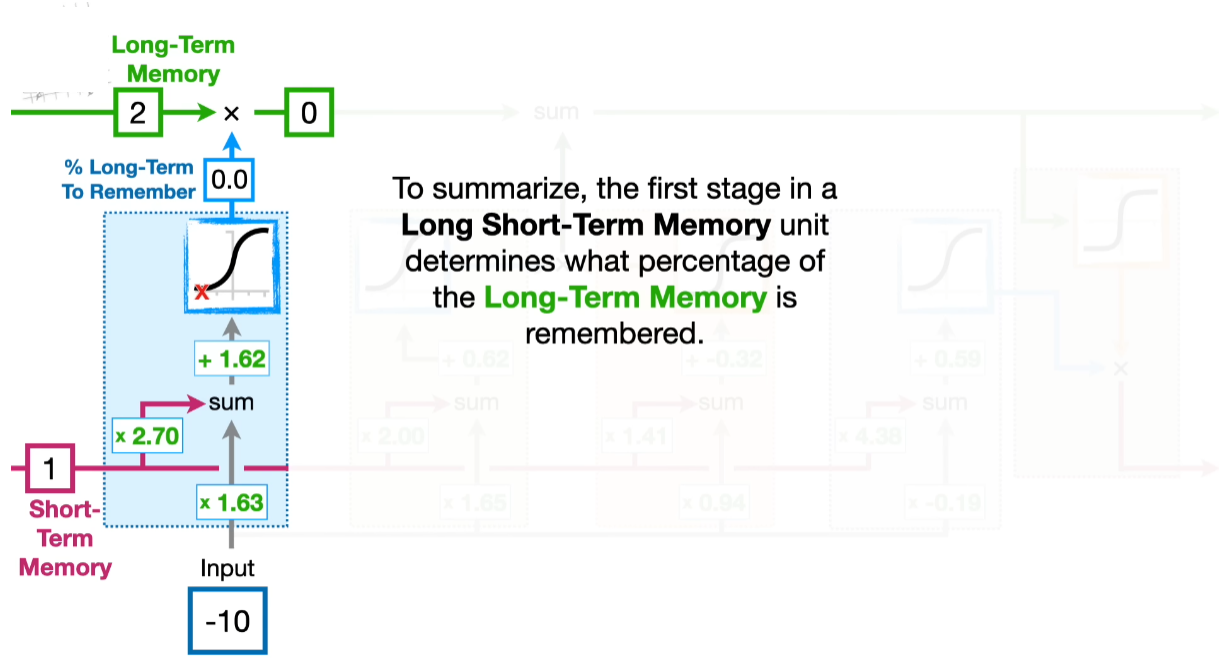 Long-Term
Memory
2
×
0
sum
% Long-Term
To Remember
0.0
To summarize, the first stage in a
Long Short-Term Memory unit
determines what percentage of
the Long-Term Memory is
remembered.
+ 1.62
+ 0.62
+ -0.32
+ 0.59
×
sum
sum
sum
sum
x 2.70
x 2.00
x 1.41
x 4.38
1
x 1.63
x 1.65
x 0.94
x -0.19
Short-
Term
Memory
Input
-10